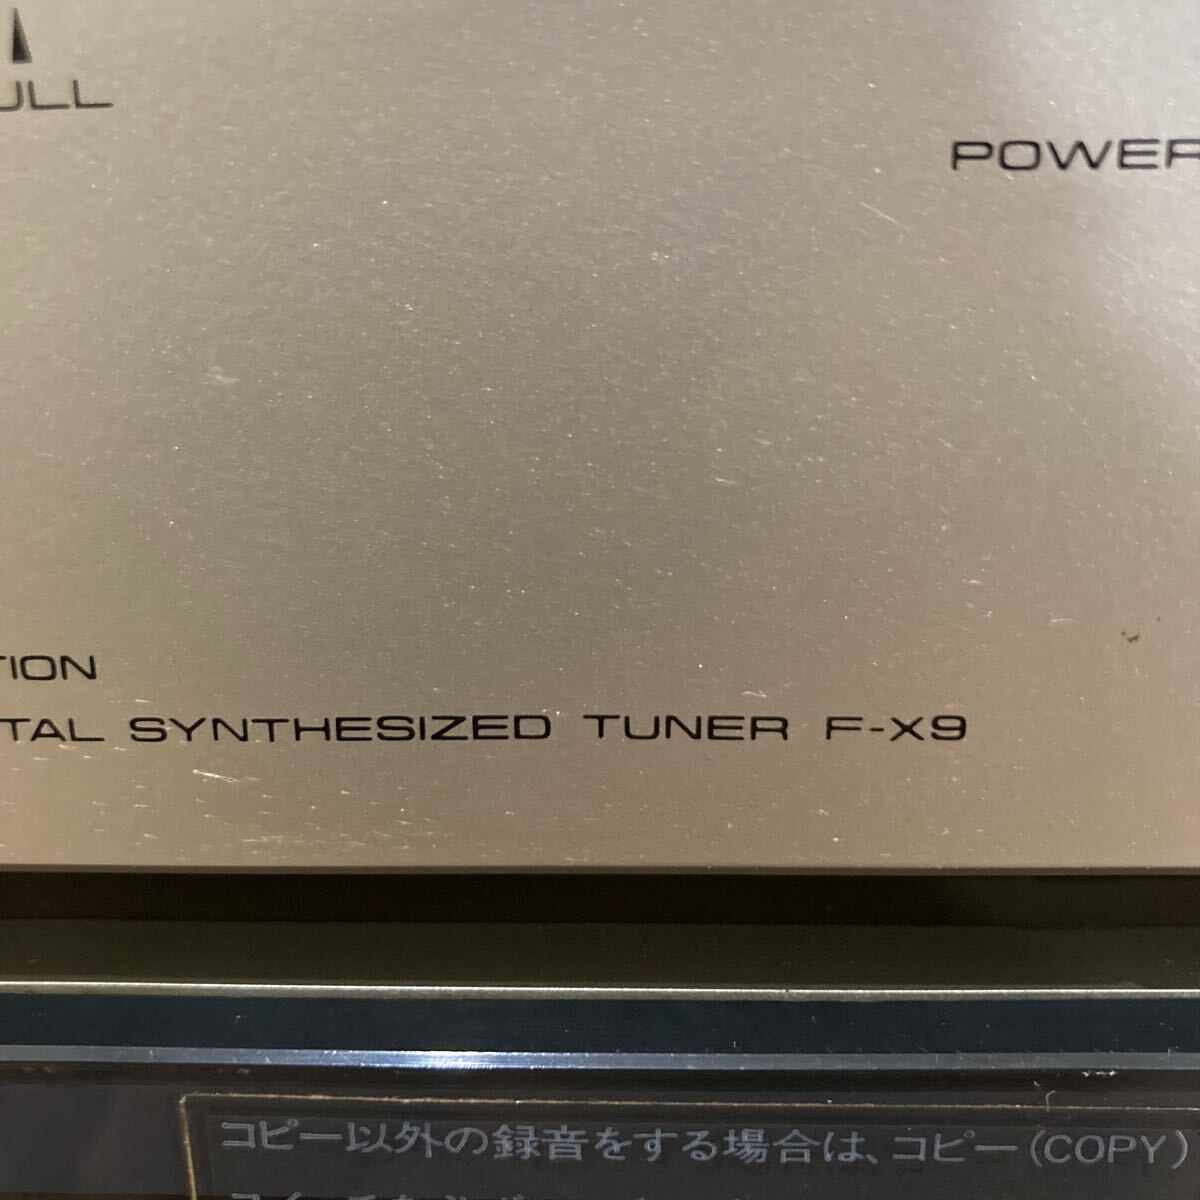 ULL
POWER
TION
TAL SYNTHESIZED TUNER F-X9
コピー以外の録音をする場合は、コピー(COPY)